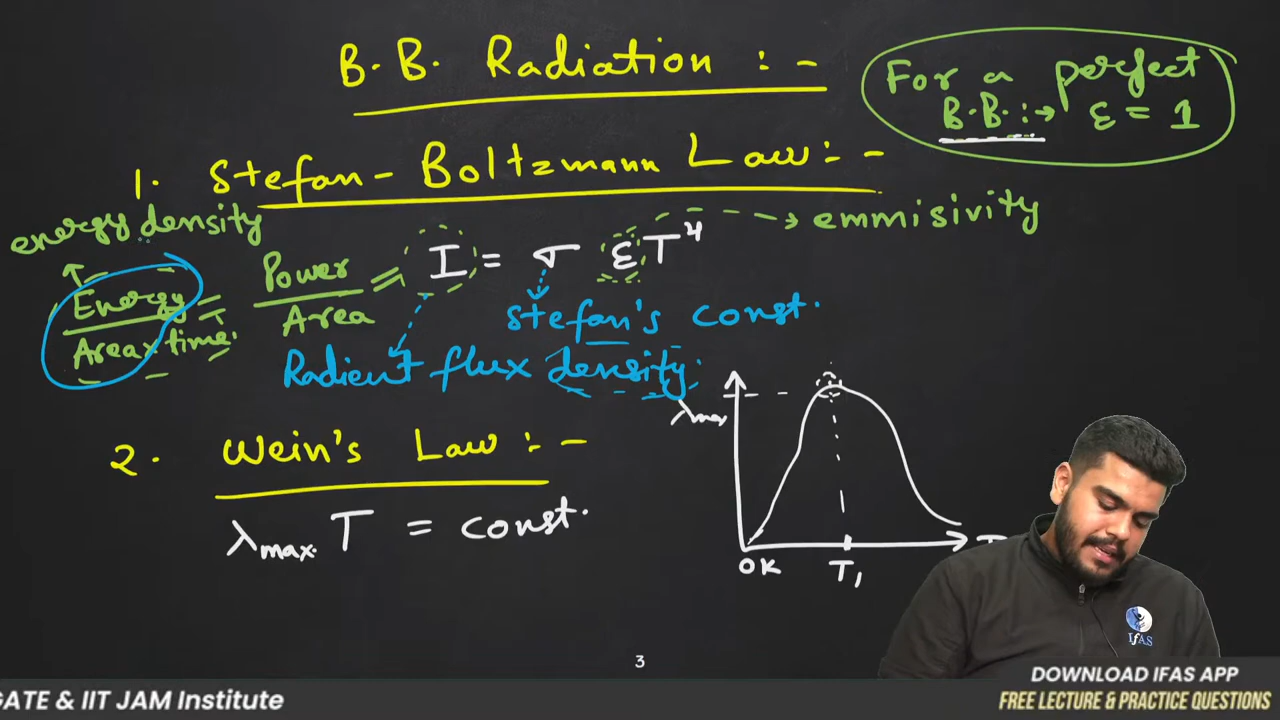 B.B. Radiation :-
For a perfect
B.B. :→ ε = 1
1. Stefan-Boltzmann Law:-
energy density
Energy / Area x time = Power / Area = I = σ ε T⁴ → emmisivity
stefan's const.
Radient flux density
2. Wein's Law :-
λmax. T = const.
λmax
OK T₁
IFAS
3
DOWNLOAD IFAS APP
FREE LECTURE & PRACTICE QUESTIONS
GATE & IIT JAM Institute